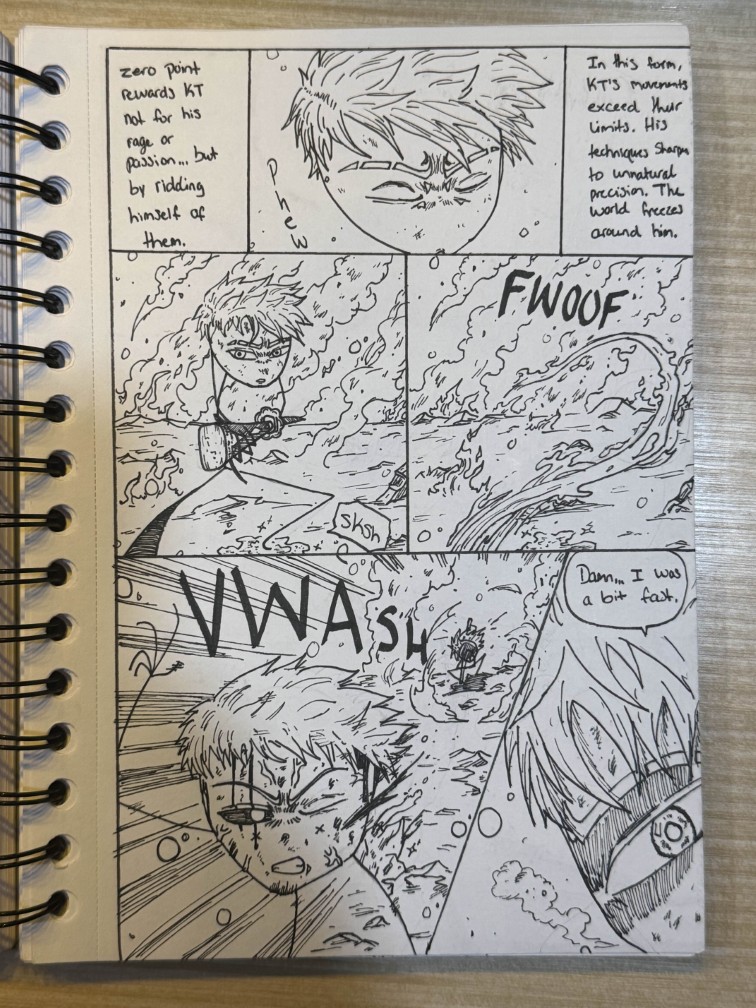 zero point
rewards KT
not for his
rage or
passion... but
by ridding
himself of
them.
Phew
In this form,
KT's movements
exceed their
limits. His
techniques sharpen
to unnatural
precision. The
world freezes
around him.
FWOOF
sksh
VWASH
Damn... I was
a bit fast.